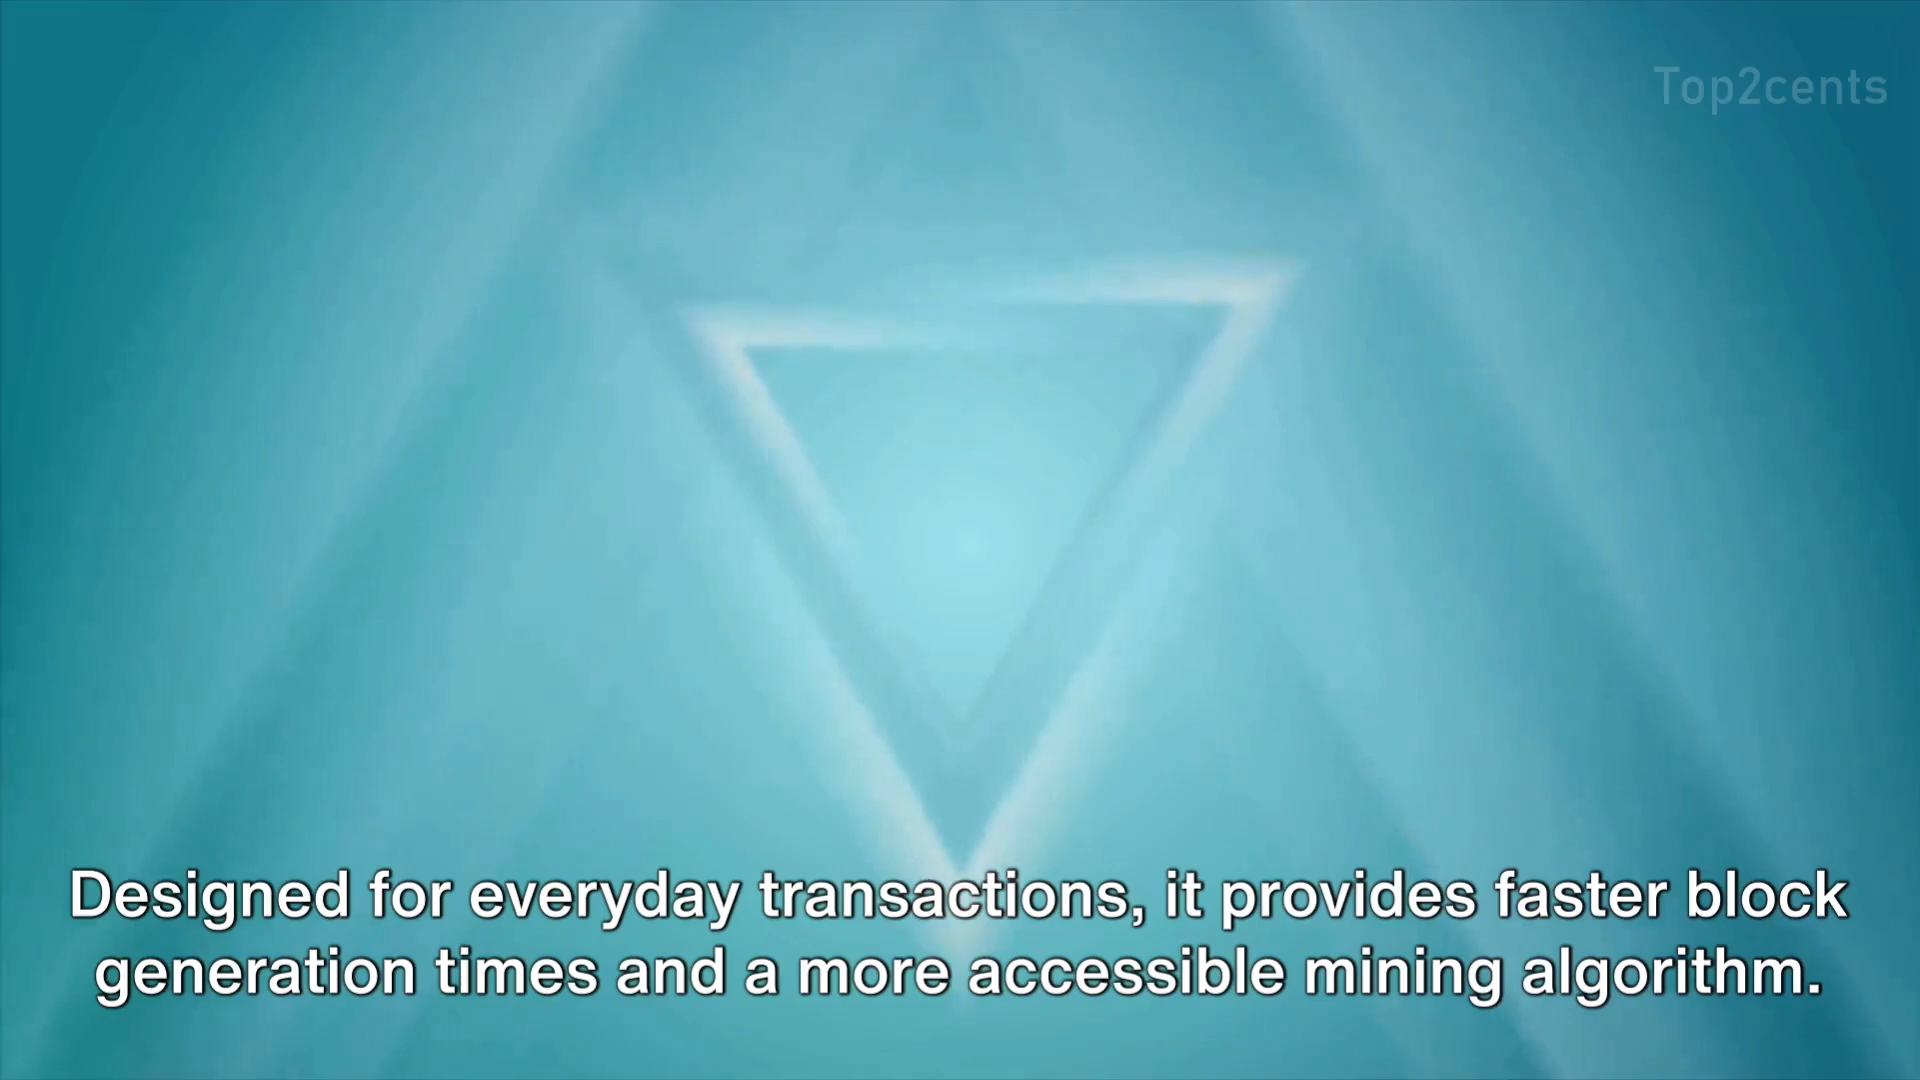 Top2cents
Designed for everyday transactions, it provides faster block
generation times and a more accessible mining algorithm.